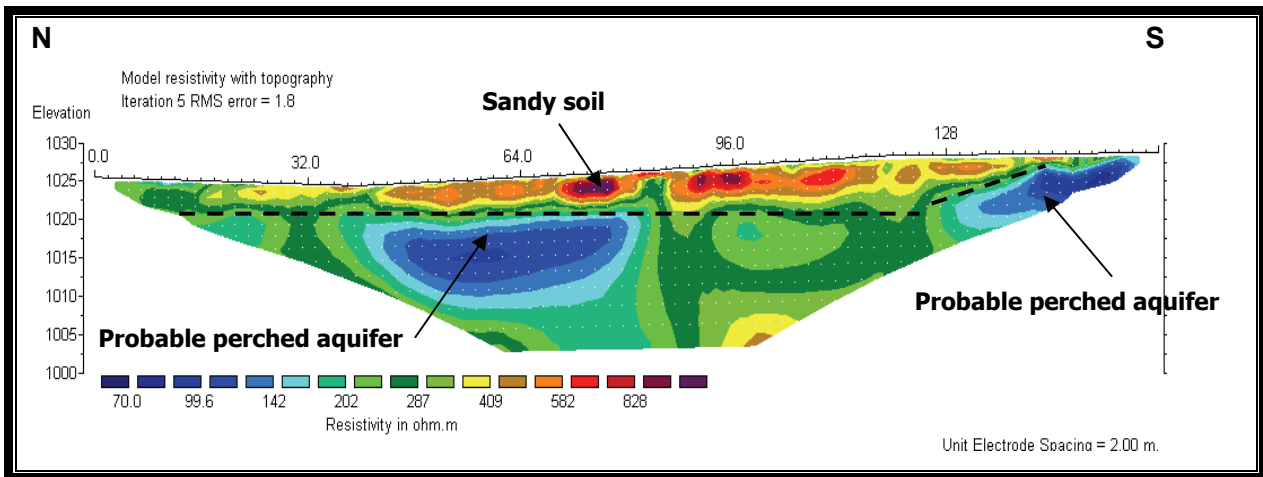 N
S
Model resistivity with topography
Iteration 5 RMS error = 1.8
Sandy soil
Elevation
1030
0.0
32.0
64.0
96.0
128
1025
1020
1015
1010
1005
1000
Probable perched aquifer
Probable perched aquifer
70.0 99.6 142 202 287 409 582 828
Resistivity in ohm.m
Unit Electrode Spacing = 2.00 m.